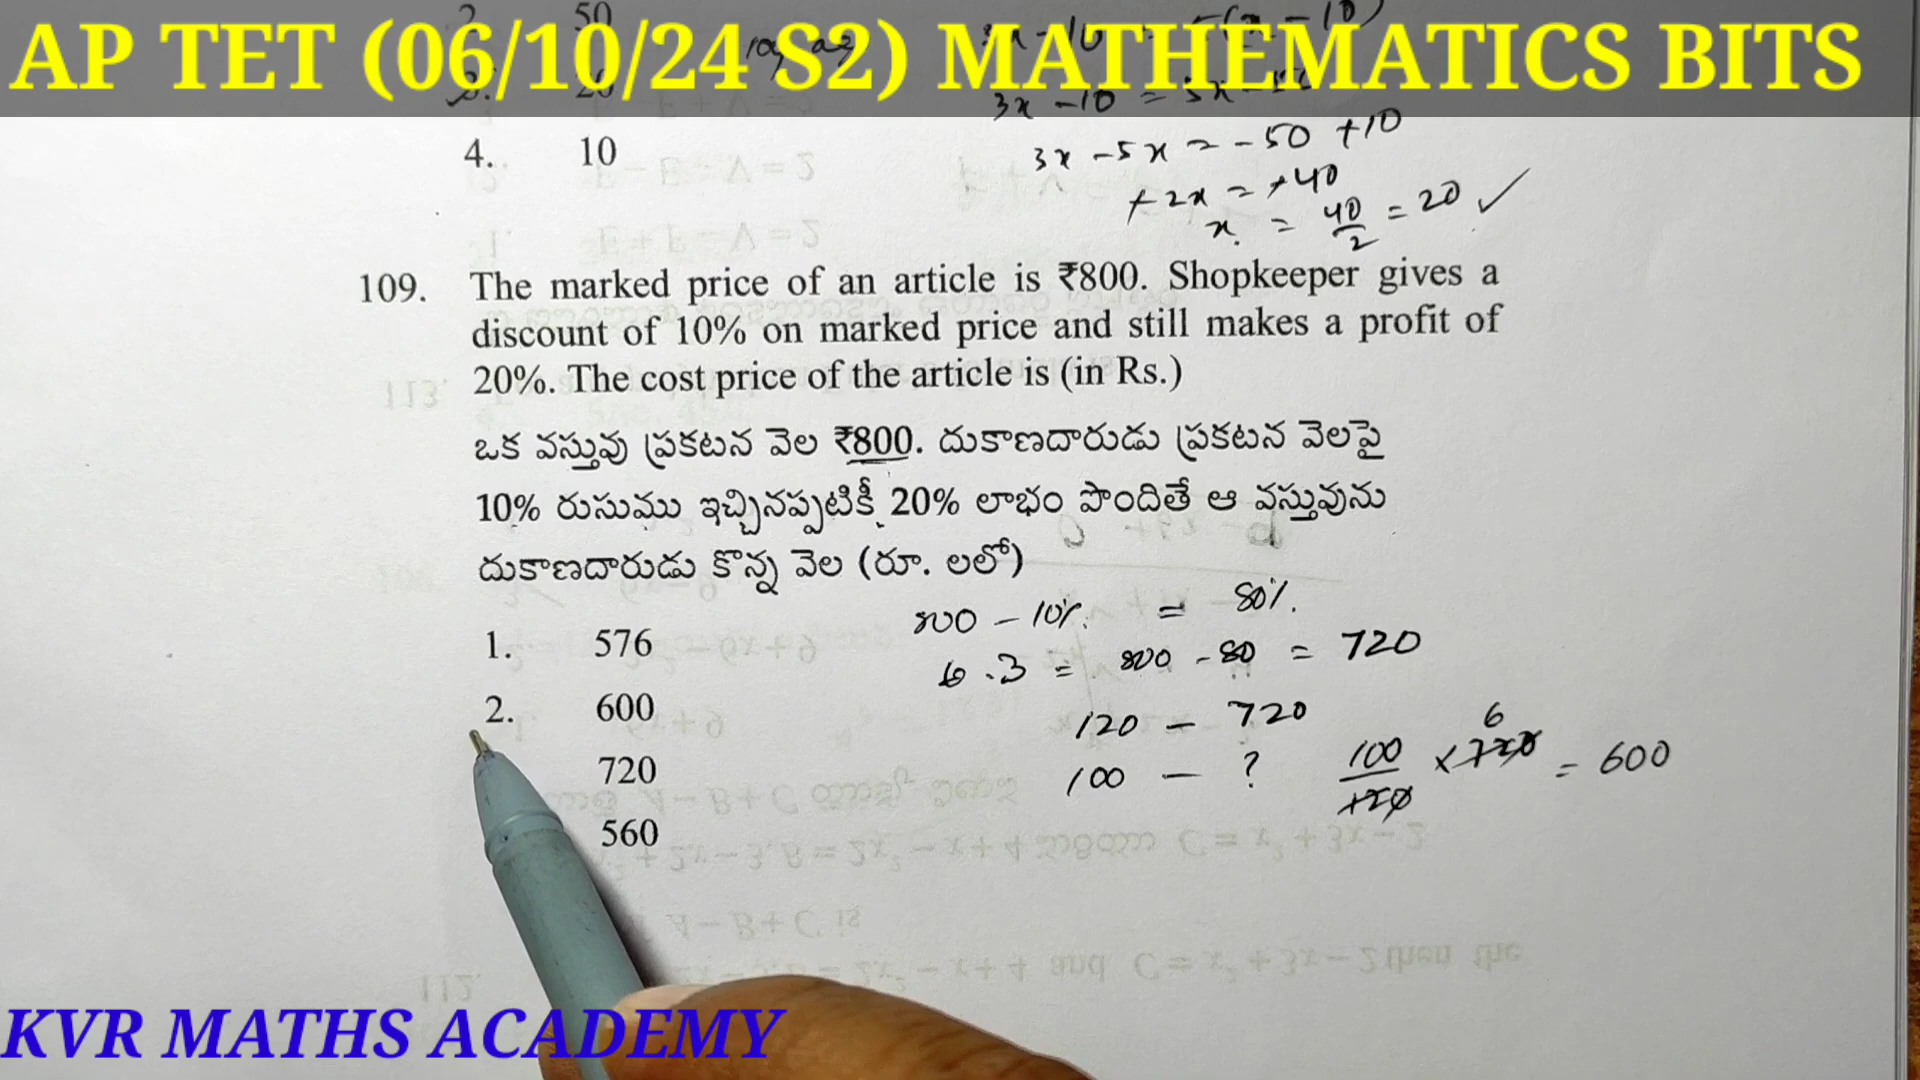 AP TET (06/10/24 S2) MATHEMATICS BITS
3x - 10 =
4. 10
3x - 5x = - 50 + 10
+ 2x = + 40
x = 40/2 = 20 ✓
109. The marked price of an article is ₹800. Shopkeeper gives a
discount of 10% on marked price and still makes a profit of
20%. The cost price of the article is (in Rs.)
ఒక వస్తువు ప్రకటన వెల ₹800. దుకాణదారుడు ప్రకటన వెలపై
10% రుసుము ఇచ్చినప్పటికీ 20% లాభం పొందితే ఆ వస్తువును
దుకాణదారుడు కొన్న వెల (రూ. లలో)
800 - 10% = 80%.
1. 576
800 - 80 = 720
2. 600
120 - 720
720
100 - ? 100/120 × 720 6 = 600
560
KVR MATHS ACADEMY